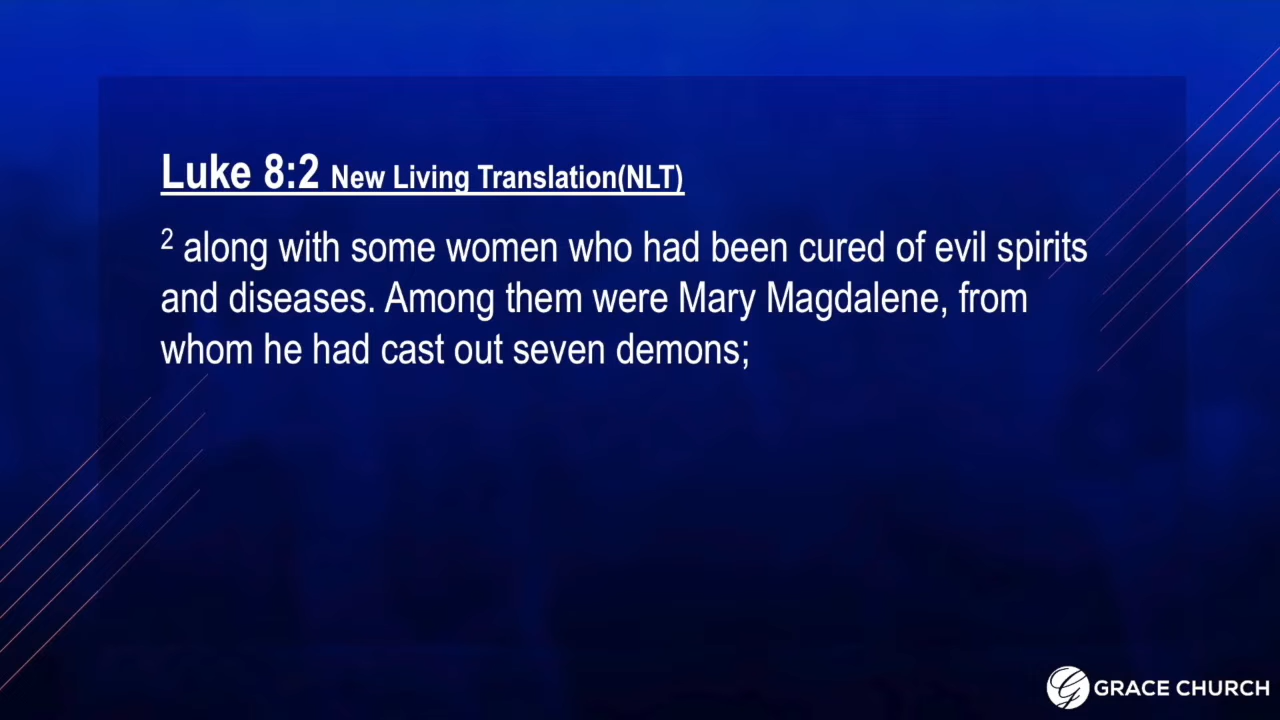 Luke 8:2 New Living Translation(NLT)
2 along with some women who had been cured of evil spirits
and diseases. Among them were Mary Magdalene, from
whom he had cast out seven demons;
GRACE CHURCH